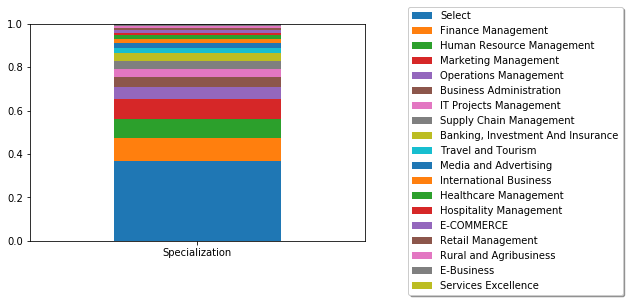 1.0
0.8
0.6
0.4
0.2
0.0
Specialization
Select
Finance Management
Human Resource Management
Marketing Management
Operations Management
Business Administration
IT Projects Management
Supply Chain Management
Banking, Investment And Insurance
Travel and Tourism
Media and Advertising
International Business
Healthcare Management
Hospitality Management
E-COMMERCE
Retail Management
Rural and Agribusiness
E-Business
Services Excellence